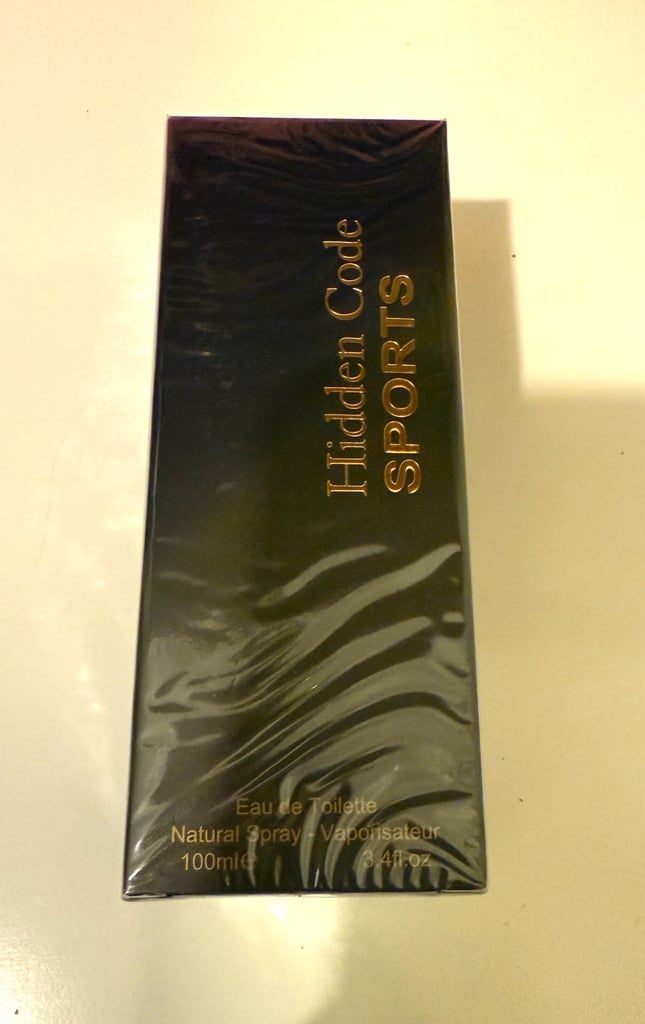 Hidden Code
SPORTS
Eau de Toilette
Natural Spray - Vaporisateur
100ml℮ 3.4fl.oz